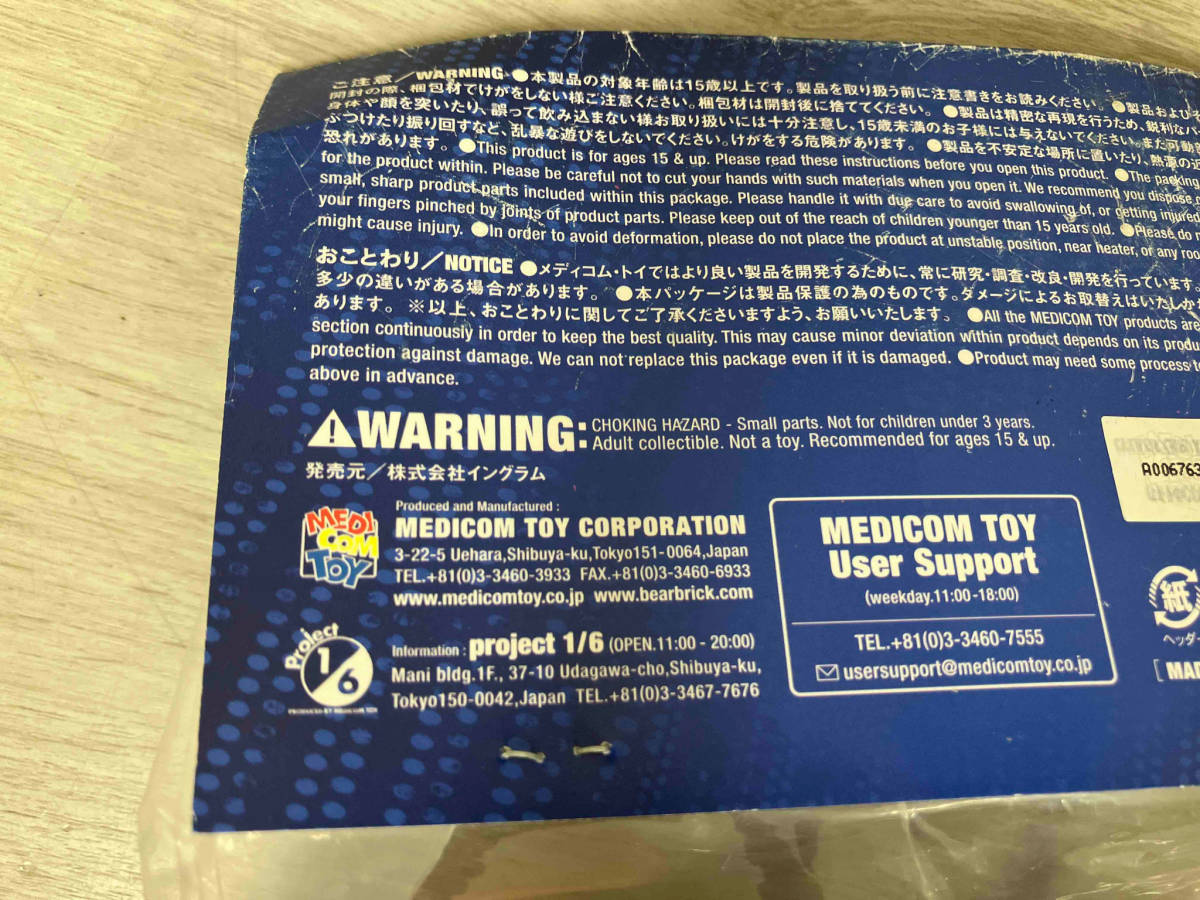 ご注意／WARNING ●本製品の対象年齢は15歳以上です。製品を取り扱う前に注意書きをお読みください。●製品および
開封の際、梱包材でけがをしない様ご注意ください。梱包材は開封後に捨ててください。●製品は精密な再現を行うため、鋭利なパ
身体や顔を突いたり、誤って飲み込まない様お取り扱いには十分注意し、15歳未満のお子様には与えないでください。また可動
ぶつけたり振り回すなど、乱暴な遊びをしないでください。けがをする危険があります。●製品を不安定な場所に置いたり、熱源の近
恐れがあります。●This product is for ages 15 & up. Please read these instructions before you open this product. ●The packing
for the product within. Please be careful not to cut your hands with such materials when you open it. We recommend you dispose
small, sharp product parts included within this package. Please handle it with due care to avoid swallowing of, or getting injured
your fingers pinched by joints of product parts. Please keep out of the reach of children younger than 15 years old. ●Please do
might cause injury. ●In order to avoid deformation, please do not place the product at unstable position, near heater, or any
おことわり／NOTICE ●メディコム・トイではより良い製品を開発するために、常に研究・調査・改良・開発を行っています。
多少の違いがある場合があります。●本パッケージは製品保護の為のものです。ダメージによるお取替えはいたしか
あります。※以上、おことわりに関してご了承くださいますよう、お願いいたします。●All the MEDICOM TOY products are
section continuously in order to keep the best quality. This may cause minor deviation within product depends on its
protection against damage. We can not replace this package even if it is damaged. ●Product may need some process
above in advance.
⚠WARNING: CHOKING HAZARD - Small parts. Not for children under 3 years.
Adult collectible. Not a toy. Recommended for ages 15 & up.
発売元／株式会社イングラム
A006763
MEDI
COM
TOY
Produced and Manufactured :
MEDICOM TOY CORPORATION
3-22-5 Uehara,Shibuya-ku,Tokyo151-0064,Japan
TEL.+81(0)3-3460-3933 FAX.+81(0)3-3460-6933
www.medicomtoy.co.jp www.bearbrick.com
Project
1/6
PRODUCED BY MEDICOM TOY
Information : project 1/6 (OPEN.11:00 - 20:00)
Mani bldg.1F., 37-10 Udagawa-cho,Shibuya-ku,
Tokyo150-0042,Japan TEL.+81(0)3-3467-7676
MEDICOM TOY
User Support
(weekday.11:00-18:00)
TEL.+81(0)3-3460-7555
usersupport@medicomtoy.co.jp
紙
ヘッダー